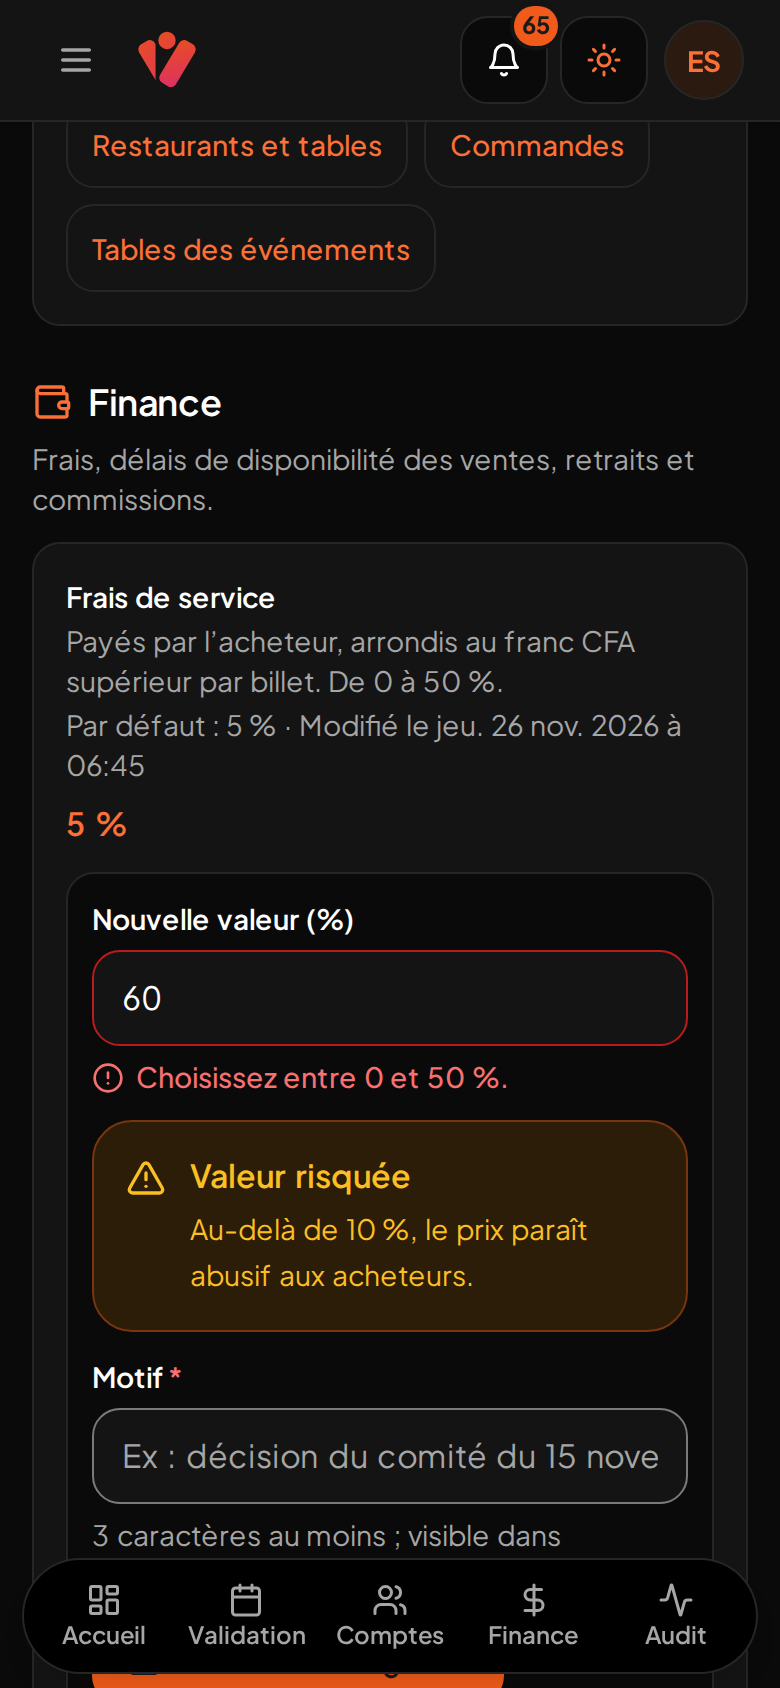 65
ES
Restaurants et tables
Commandes
Tables des événements
Finance
Frais, délais de disponibilité des ventes, retraits et
commissions.
Frais de service
Payés par l’acheteur, arrondis au franc CFA
supérieur par billet. De 0 à 50 %.
Par défaut : 5 % · Modifié le jeu. 26 nov. 2026 à
06:45
5 %
Nouvelle valeur (%)
60
Choisissez entre 0 et 50 %.
Valeur risquée
Au-delà de 10 %, le prix paraît
abusif aux acheteurs.
Motif *
Ex : décision du comité du 15 nove
3 caractères au moins ; visible dans
Accueil
Validation
Comptes
Finance
Audit